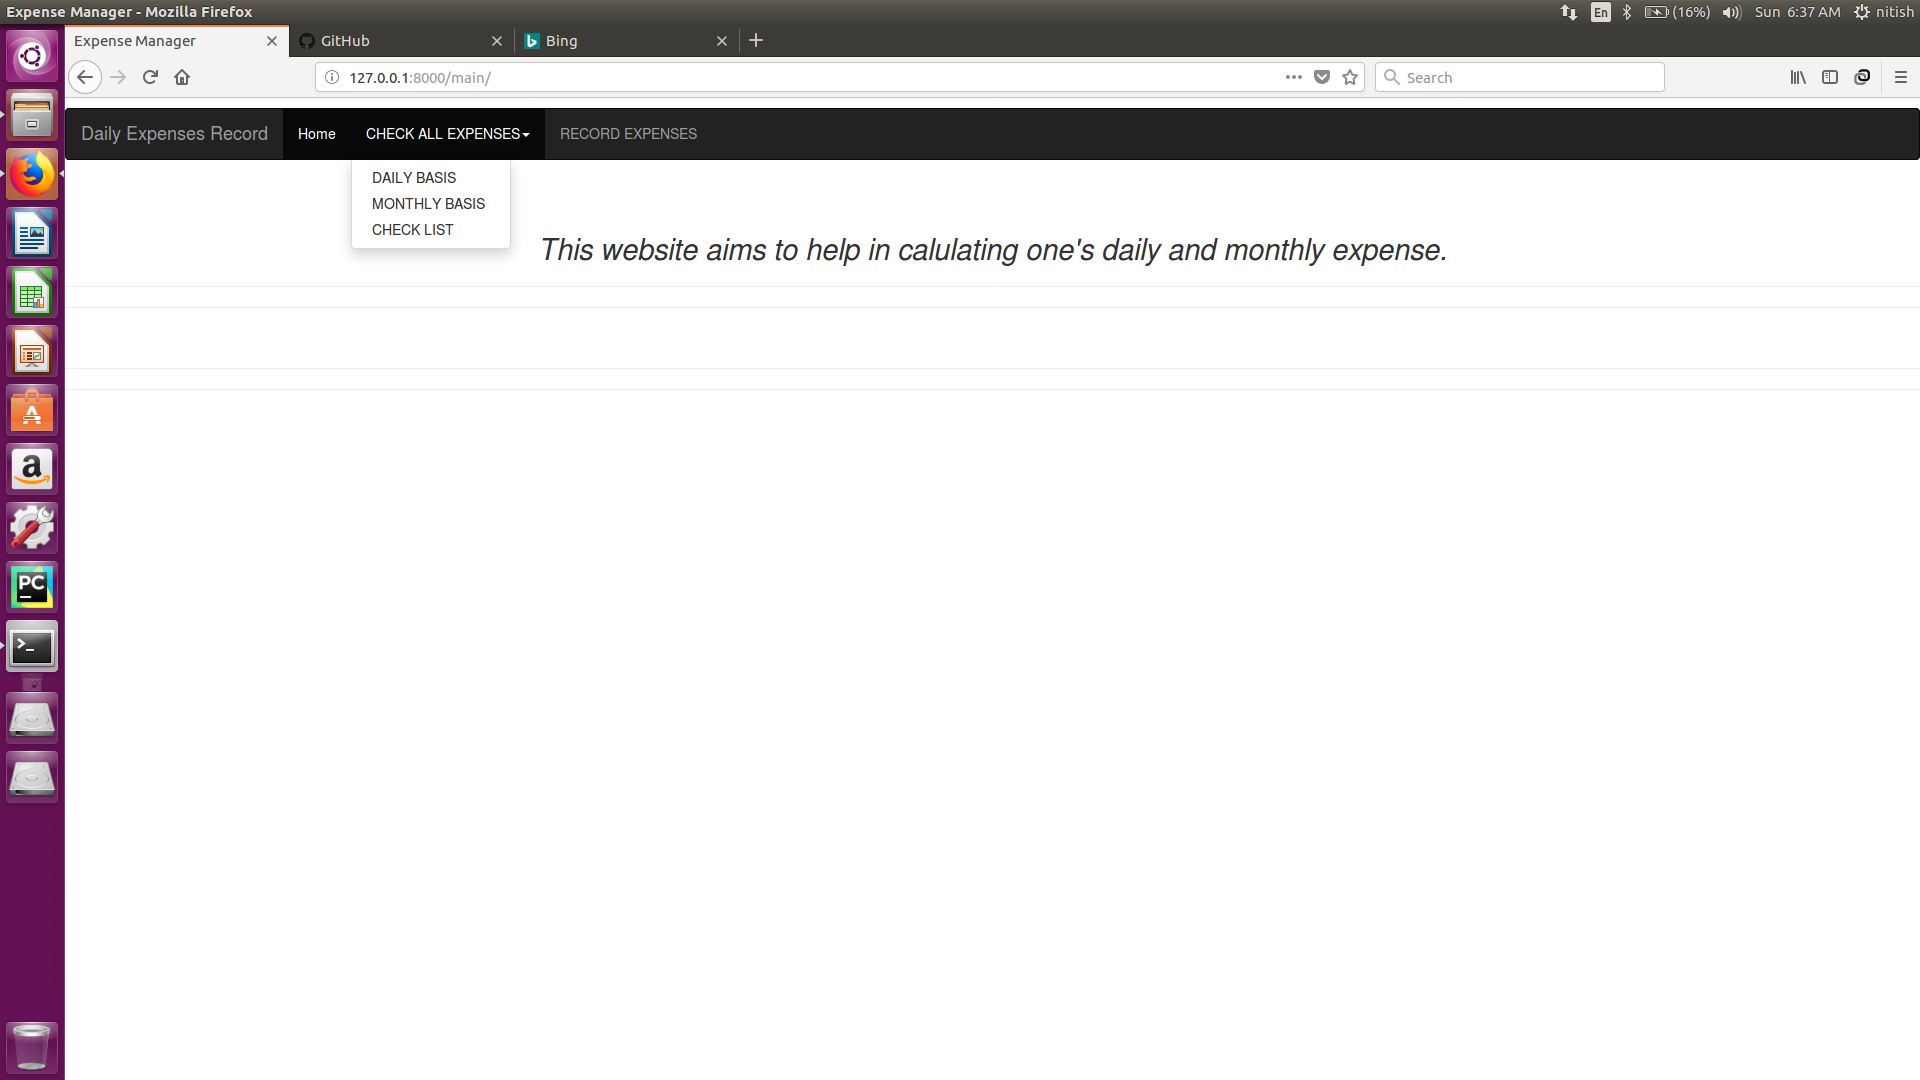 Expense Manager - Mozilla Firefox
En (16%) Sun 6:37 AM nitish
Expense Manager GitHub Bing
127.0.0.1:8000/main/ Search
Daily Expenses Record Home CHECK ALL EXPENSES RECORD EXPENSES
DAILY BASIS
MONTHLY BASIS
CHECK LIST
This website aims to help in calulating one's daily and monthly expense.
A
a
PC
>_